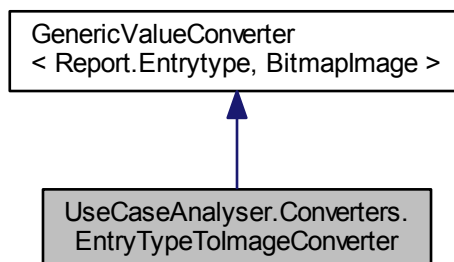 GenericValueConverter
< Report.Entrytype, BitmapImage >
UseCaseAnalyser.Converters.
EntryTypeToImageConverter